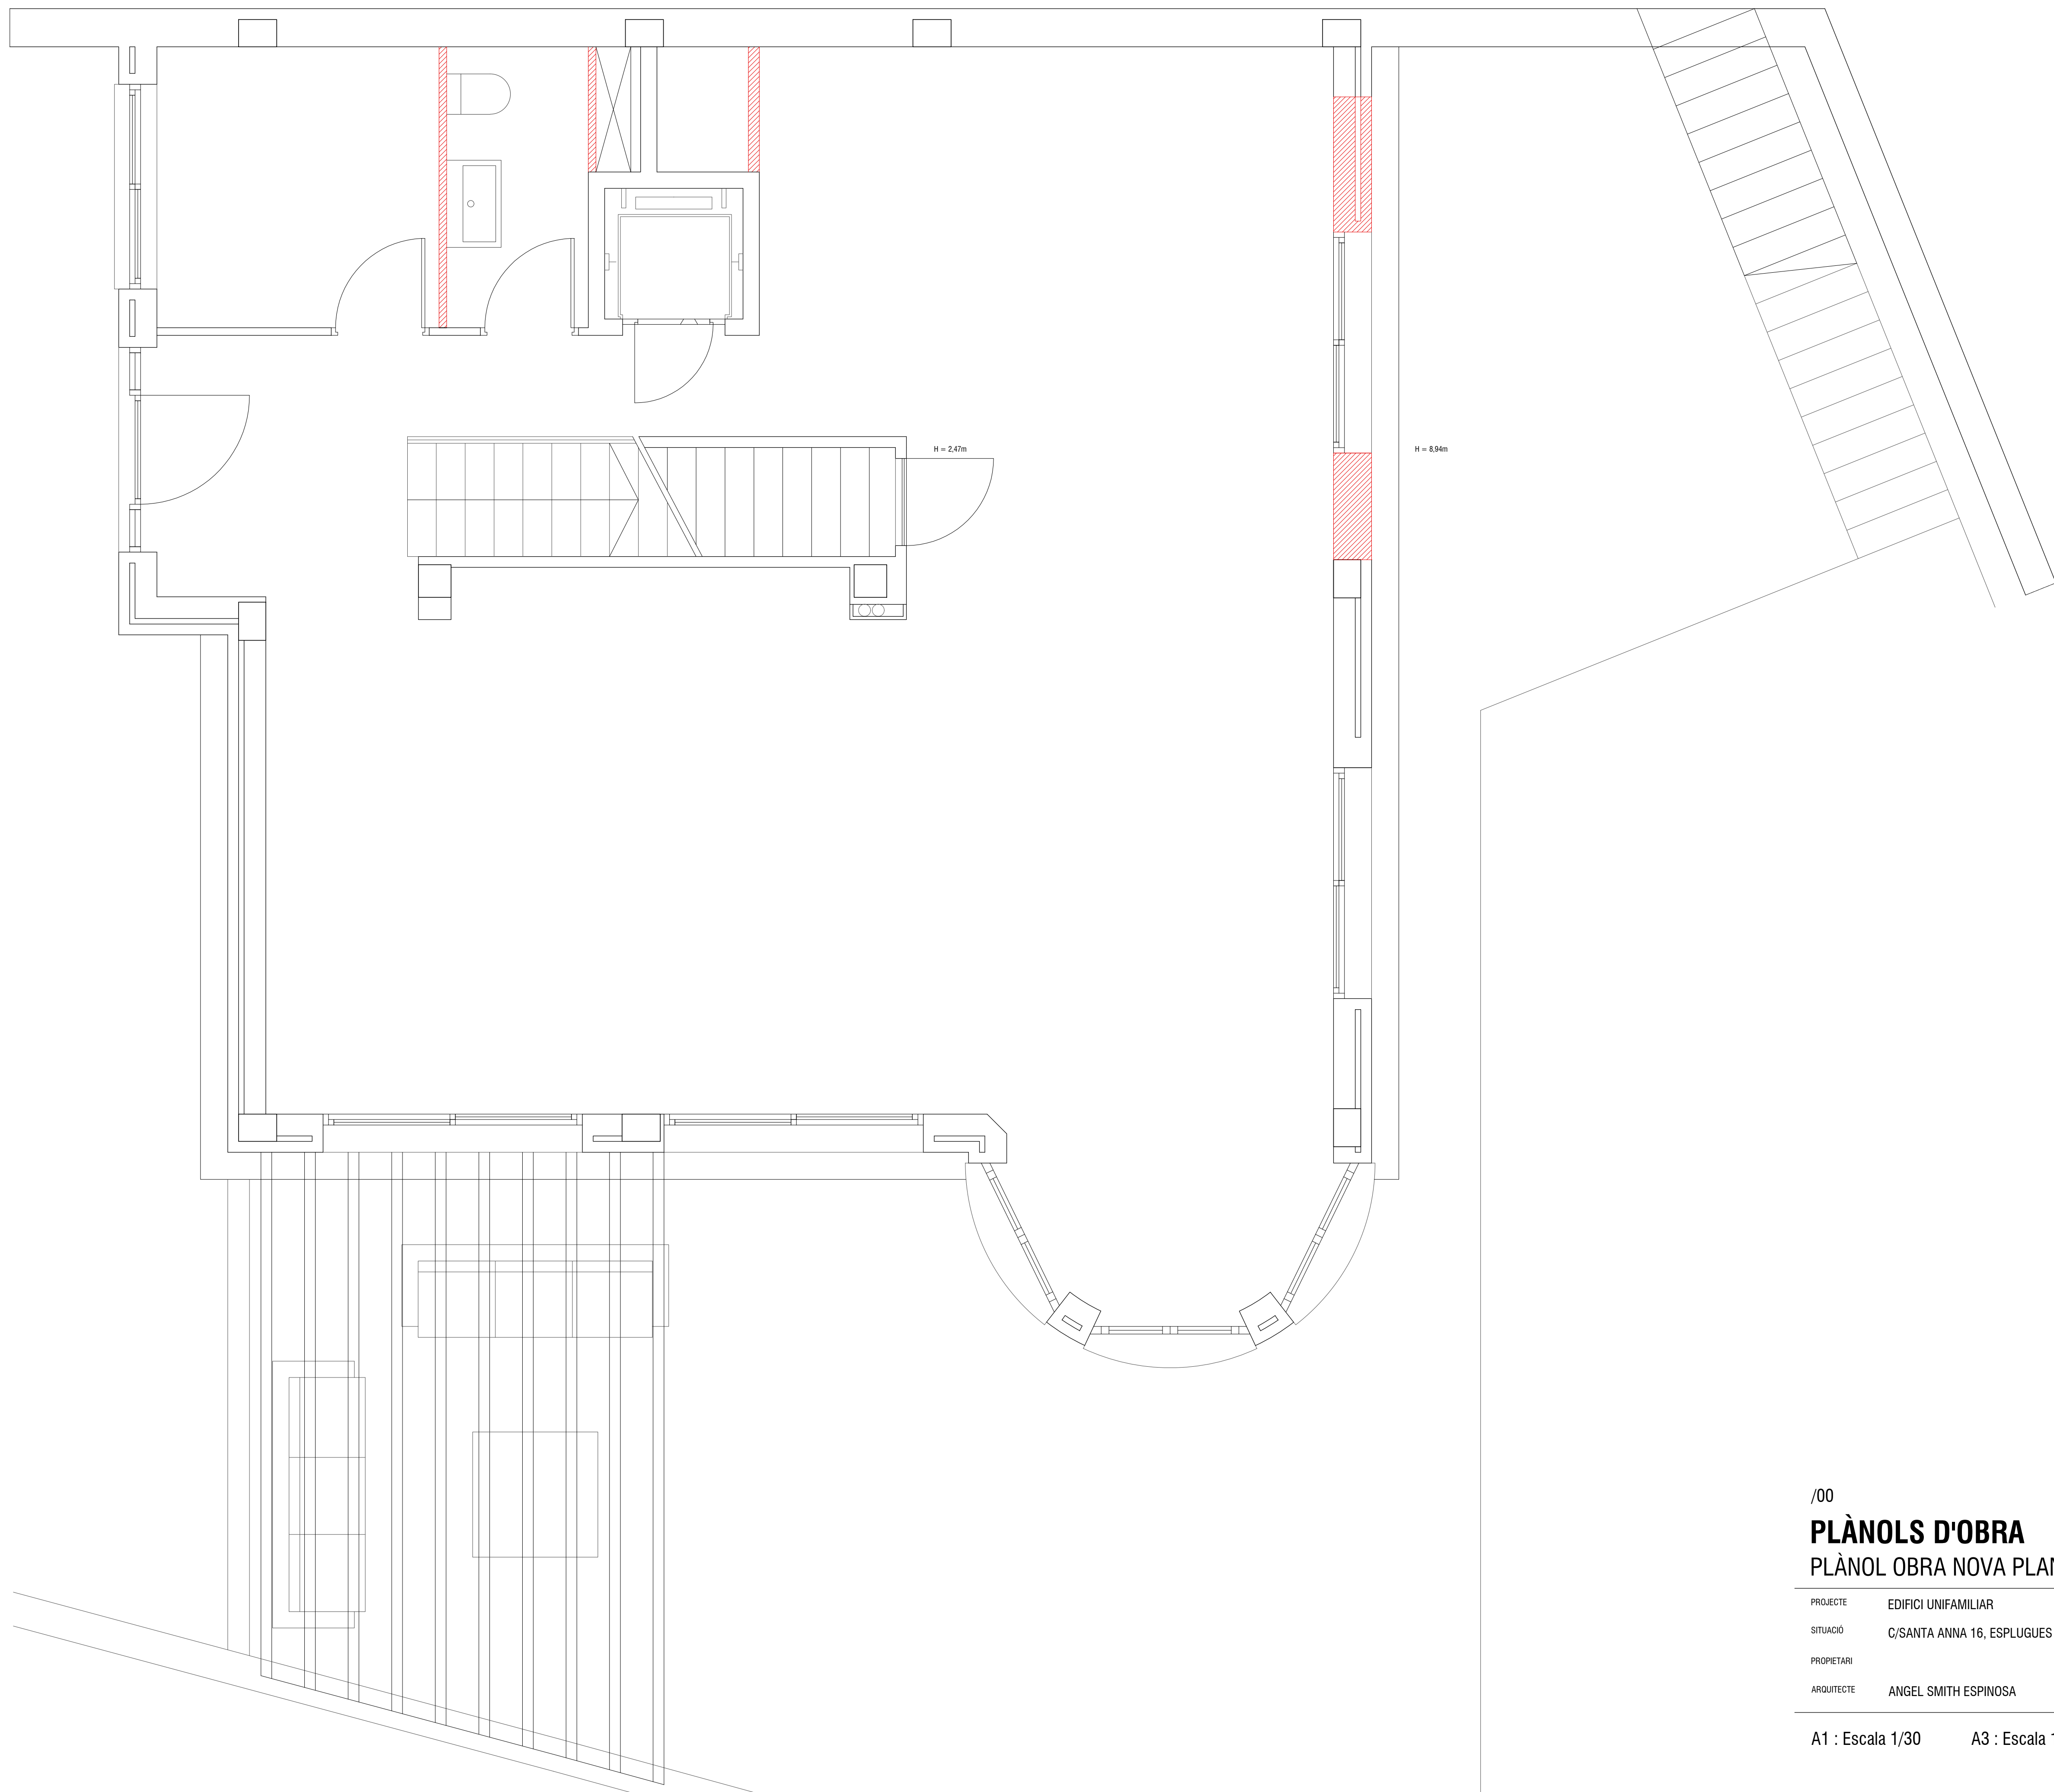 H = 2,47m
H = 8,94m
/00
PLÀNOLS D'OBRA
PLÀNOL OBRA NOVA
PROJECTE EDIFICI UNIFAMILIAR
SITUACIÓ C/SANTA ANNA 16, ESPLUGUES
PROPIETARI
ARQUITECTE ANGEL SMITH ESPINOSA
A1 : Escala 1/30 A3 : Escala